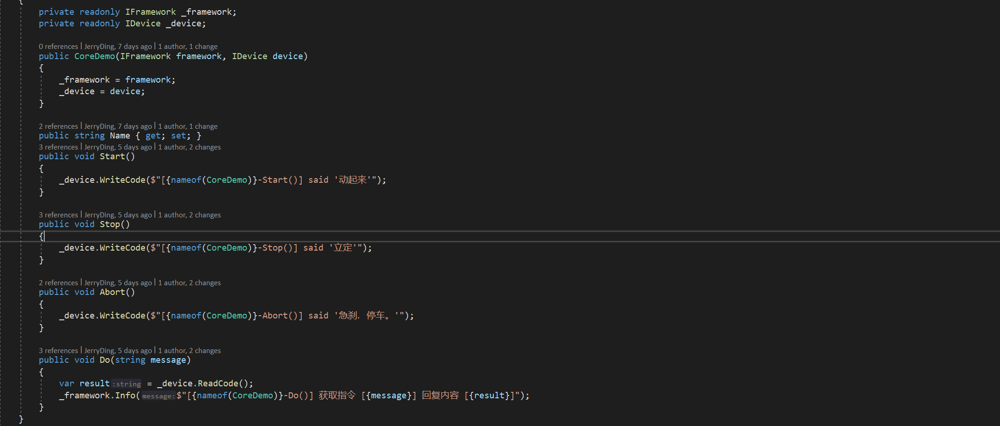 {
private readonly IFramework _framework;
private readonly IDevice _device;
0 references | JerryDing, 7 days ago | 1 author, 1 change
public CoreDemo(IFramework framework, IDevice device)
{
_framework = framework;
_device = device;
}
2 references | JerryDing, 7 days ago | 1 author, 1 change
public string Name { get; set; }
3 references | JerryDing, 5 days ago | 1 author, 2 changes
public void Start()
{
_device.WriteCode($"[{nameof(CoreDemo)}-Start()] said '动起来'");
}
3 references | JerryDing, 5 days ago | 1 author, 2 changes
public void Stop()
{
_device.WriteCode($"[{nameof(CoreDemo)}-Stop()] said '立定'");
}
2 references | JerryDing, 5 days ago | 1 author, 2 changes
public void Abort()
{
_device.WriteCode($"[{nameof(CoreDemo)}-Abort()] said '急刹，停车。'");
}
3 references | JerryDing, 5 days ago | 1 author, 2 changes
public void Do(string message)
{
var result:string = _device.ReadCode();
_framework.Info(message:$"[{nameof(CoreDemo)}-Do()] 获取指令 [{message}] 回复内容 [{result}]");
}
}